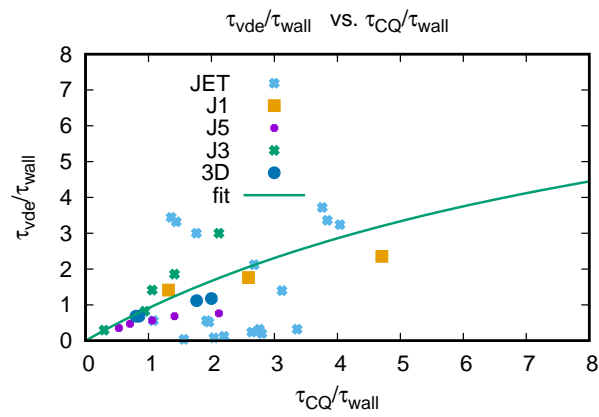 τvde/τwall vs. τCQ/τwall
8
7
6
5
4
3
2
1
0
τvde/τwall
JET
J1
J5
J3
3D
fit
0 1 2 3 4 5 6 7 8
τCQ/τwall